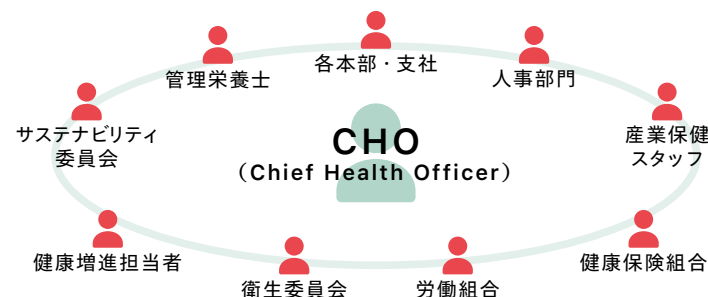 各本部・支社
管理栄養士
人事部門
サステナビリティ
委員会
産業保健
スタッフ
CHO
（Chief Health Officer）
健康増進担当者
健康保険組合
衛生委員会
労働組合